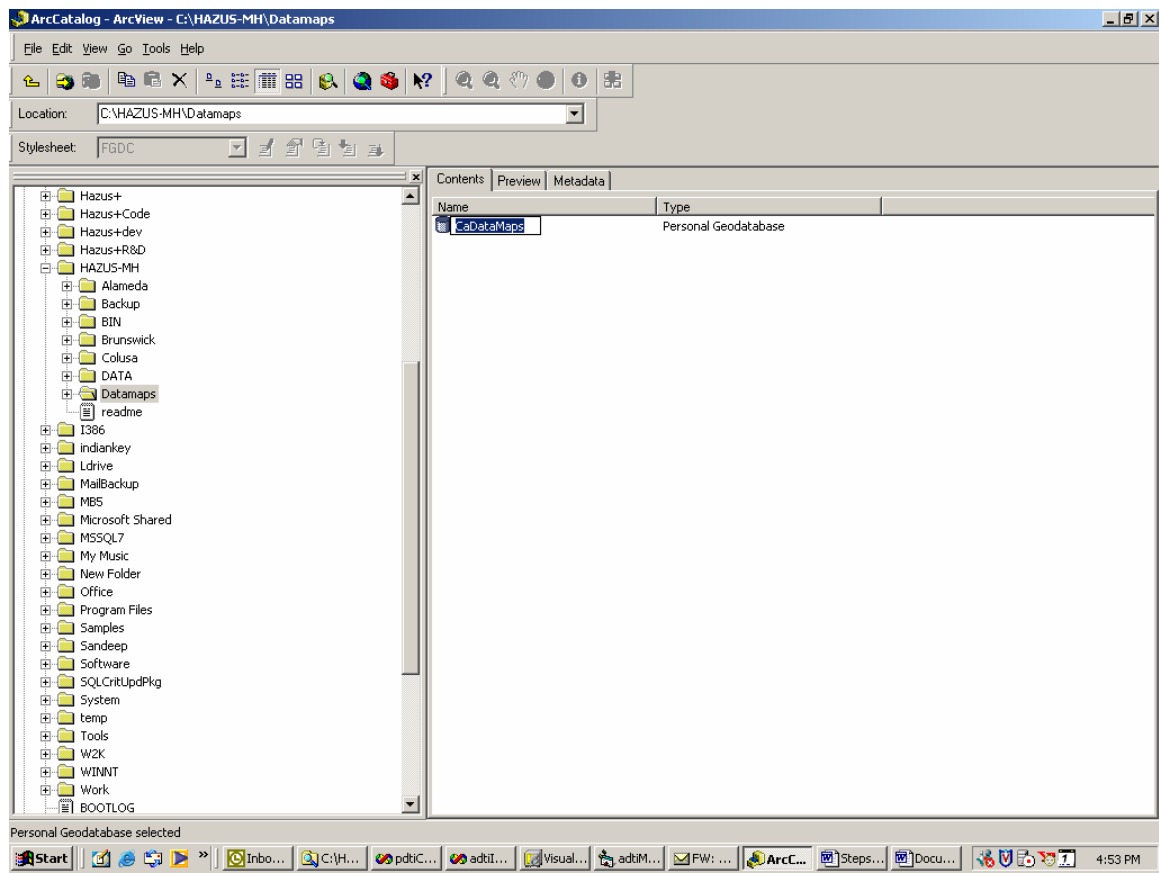 ArcCatalog - ArcView - C:\HAZUS-MH\Datamaps
File Edit View Go Tools Help
Location: C:\HAZUS-MH\Datamaps
Stylesheet: FGDC
Contents Preview Metadata
Name Type
CaDataMaps Personal Geodatabase
Hazus+
Hazus+Code
Hazus+dev
Hazus+R&D
HAZUS-MH
Alameda
Backup
BIN
Brunswick
Colusa
DATA
Datamaps
readme
I386
indiankey
Ldrive
MailBackup
MB5
Microsoft Shared
MSSQL7
My Music
New Folder
Office
Program Files
Samples
Sandeep
Software
SQLCritUpdPkg
System
temp
Tools
W2K
WINNT
Work
BOOTLOG
Personal Geodatabase selected
Start » Inbo... C:\H... pdtiC... adtiI... Visual... adtiM... FW: ... ArcC... Steps... Docu... 4:53 PM